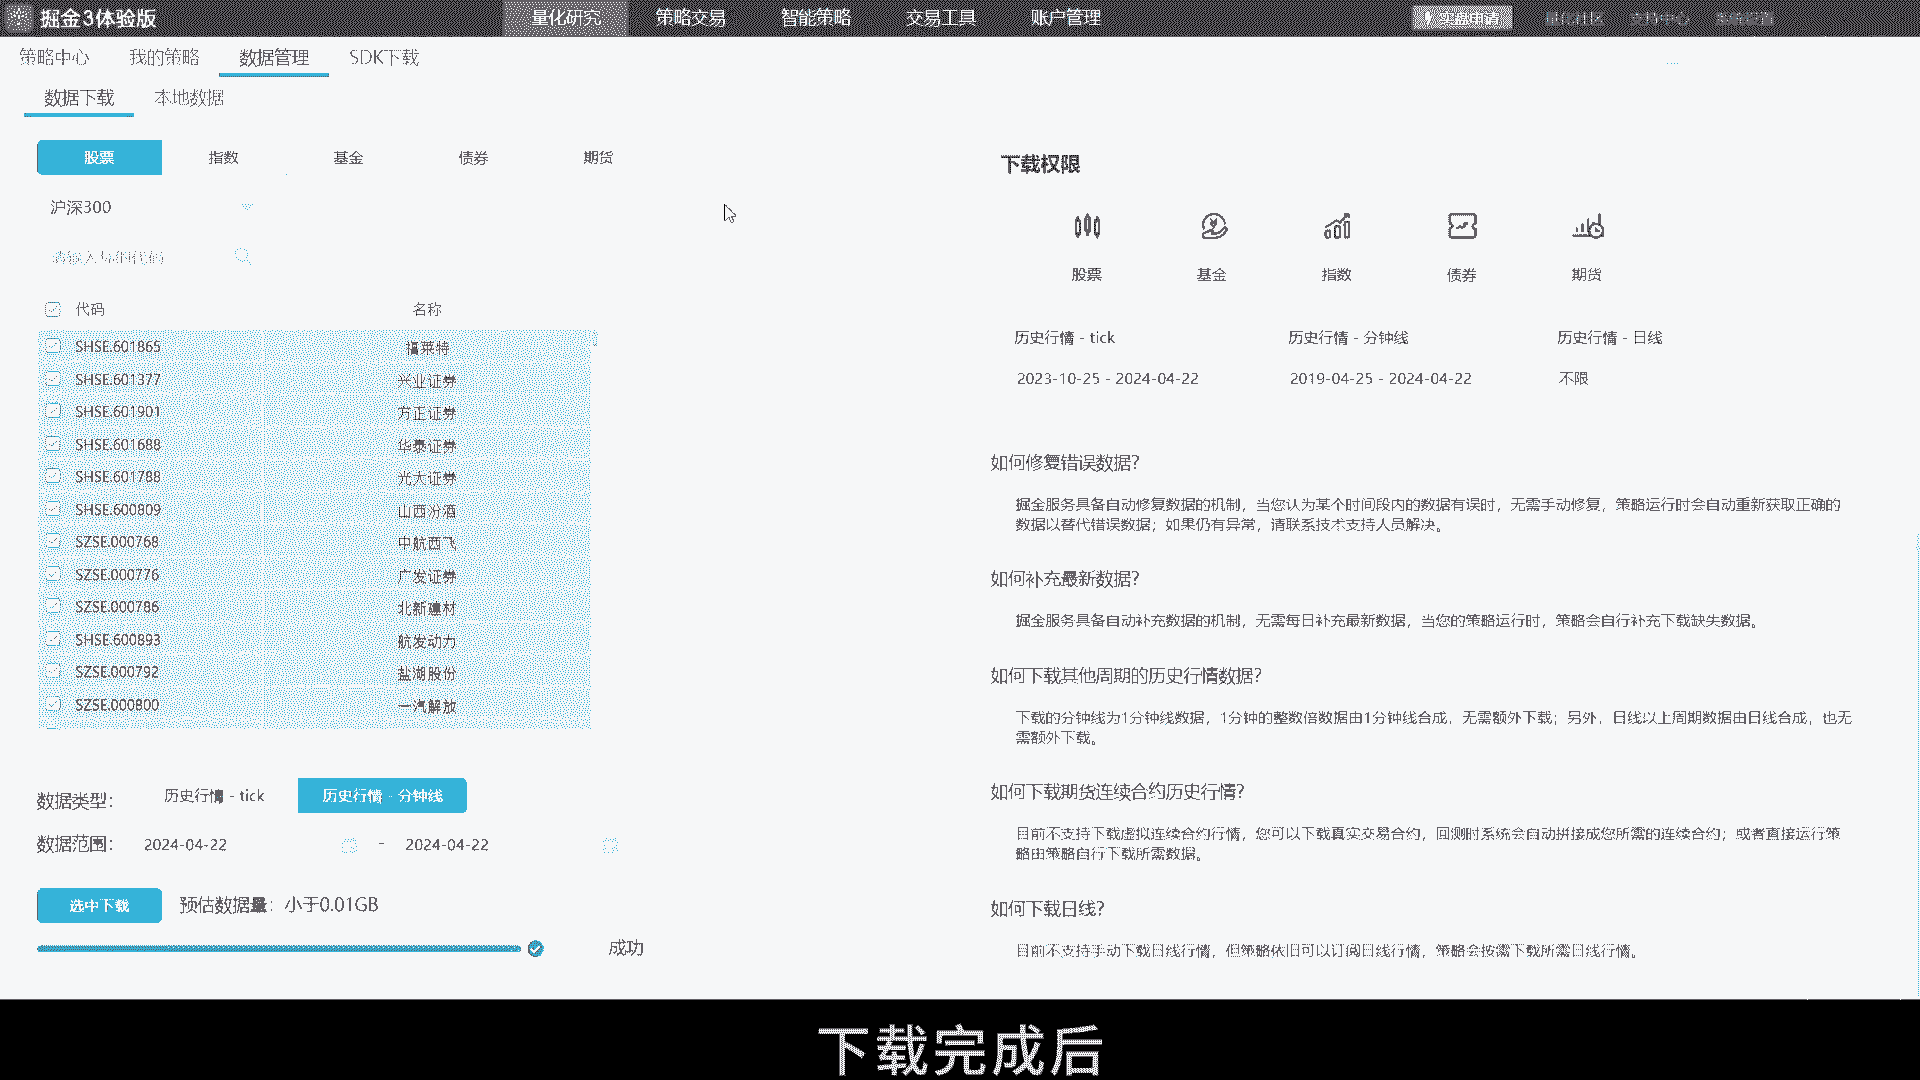 掘金3体验版
量化研究 策略交易 智能策略 交易工具 账户管理 实盘申请 量化社区 支持中心 系统设置
策略中心 我的策略 数据管理 SDK下载
数据下载 本地数据
股票 指数 基金 债券 期货
沪深300
请输入标的代码
代码 名称
SHSE.601865 福莱特
SHSE.601377 兴业证券
SHSE.601901 方正证券
SHSE.601688 华泰证券
SHSE.601788 光大证券
SHSE.600809 山西汾酒
SZSE.000768 中航西飞
SZSE.000776 广发证券
SZSE.000786 北新建材
SHSE.600893 航发动力
SZSE.000792 盐湖股份
SZSE.000800 一汽解放
数据类型： 历史行情 - tick 历史行情 - 分钟线
数据范围： 2024-04-22 - 2024-04-22
选中下载 预估数据量：小于0.01GB
成功
下载权限
股票 基金 指数 债券 期货
历史行情 - tick 历史行情 - 分钟线 历史行情 - 日线
2023-10-25 - 2024-04-22 2019-04-25 - 2024-04-22 不限
如何修复错误数据？
掘金服务具备自动修复数据的机制，当您认为某个时间段内的数据有误时，无需手动修复，策略运行时会自动重新获取正确的
数据以替代错误数据；如果仍有异常，请联系技术支持人员解决。
如何补充最新数据？
掘金服务具备自动补充数据的机制，无需每日补充最新数据，当您的策略运行时，策略会自行补充下载缺失数据。
如何下载其他周期的历史行情数据？
下载的分钟线为1分钟线数据，1分钟的整数倍数据由1分钟线合成，无需额外下载；另外，日线以上周期数据由日线合成，也无
需额外下载。
如何下载期货连续合约历史行情？
目前不支持下载虚拟连续合约行情，您可以下载真实交易合约，回测时系统会自动拼接成您所需的连续合约；或者直接运行策
略由策略自行下载所需数据。
如何下载日线？
目前不支持手动下载日线行情，但策略依旧可以订阅日线行情，策略会按需下载所需日线行情。
下载完成后